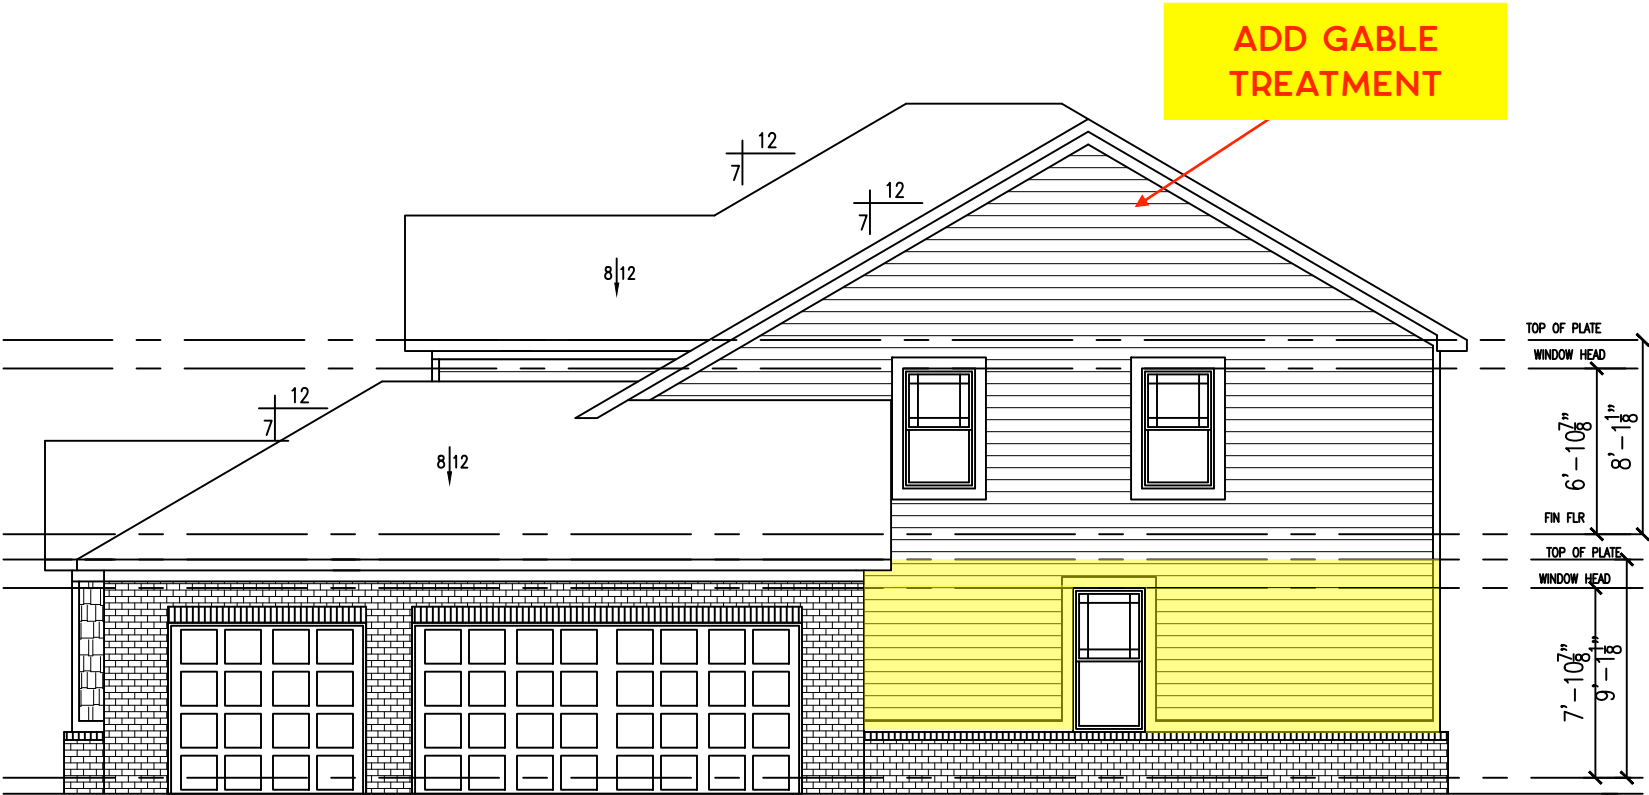 ADD GABLE
TREATMENT
12
7
12
7
8 12
TOP OF PLATE
WINDOW HEAD
12
7
8 12
6'-10 7/8"
8'-1 1/8"
FIN FLR
TOP OF PLATE
WINDOW HEAD
7'-10 7/8"
9'-1 1/8"